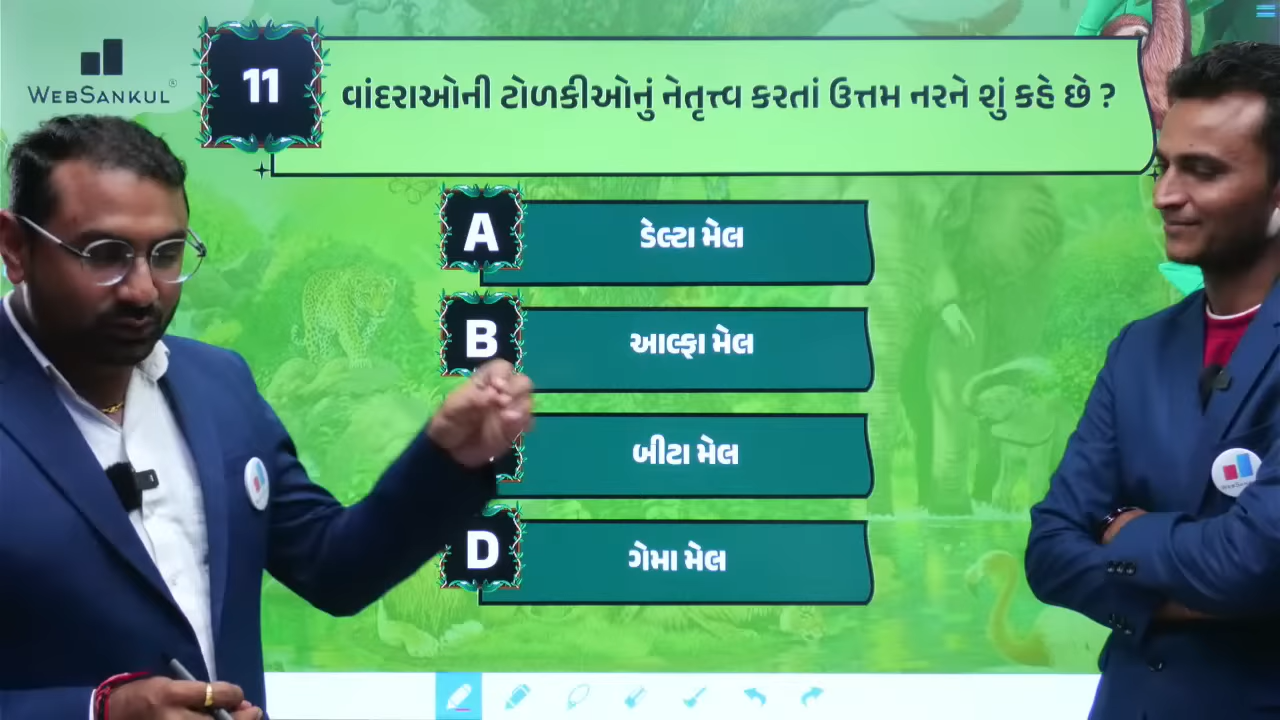 WEBSANKUL
11
વાંદરાઓની ટોળકીઓનું નેતૃત્ત્વ કરતાં ઉત્તમ નરને શું કહે છે ?
A
ડેલ્ટા મેલ
B
આલ્ફા મેલ
બીટા મેલ
D
ગેમા મેલ